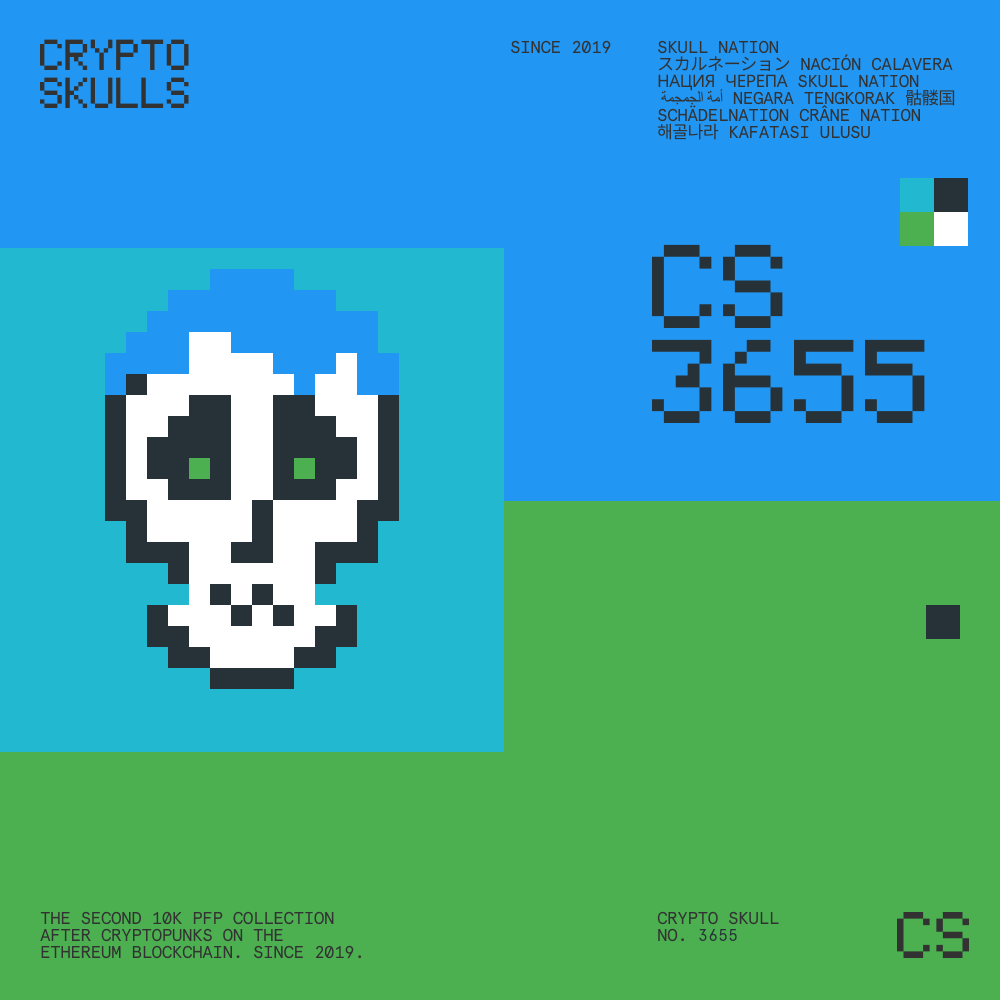 CRYPTO
SKULLS
SINCE 2019
SKULL NATION
スカルネーション NACIÓN CALAVERA
НАЦИЯ ЧЕРЕПА SKULL NATION
أمة الجمجمة NEGARA TENGKORAK 骷髅国
SCHÄDELNATION CRÂNE NATION
해골나라 KAFATASI ULUSU
CS
3655
THE SECOND 10K PFP COLLECTION
AFTER CRYPTOPUNKS ON THE
ETHEREUM BLOCKCHAIN. SINCE 2019.
CRYPTO SKULL
NO. 3655
CS